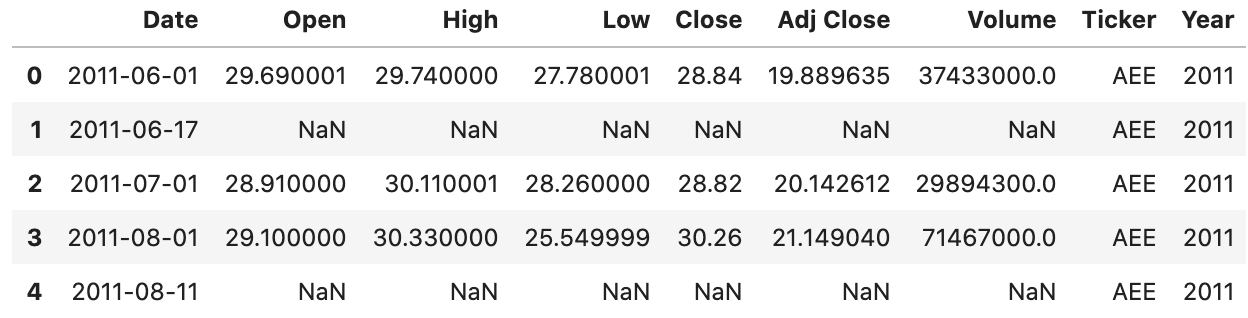 Date Open High Low Close Adj Close Volume Ticker Year
0 2011-06-01 29.690001 29.740000 27.780001 28.84 19.889635 37433000.0 AEE 2011
1 2011-06-17 NaN NaN NaN NaN NaN NaN AEE 2011
2 2011-07-01 28.910000 30.110001 28.260000 28.82 20.142612 29894300.0 AEE 2011
3 2011-08-01 29.100000 30.330000 25.549999 30.26 21.149040 71467000.0 AEE 2011
4 2011-08-11 NaN NaN NaN NaN NaN NaN AEE 2011